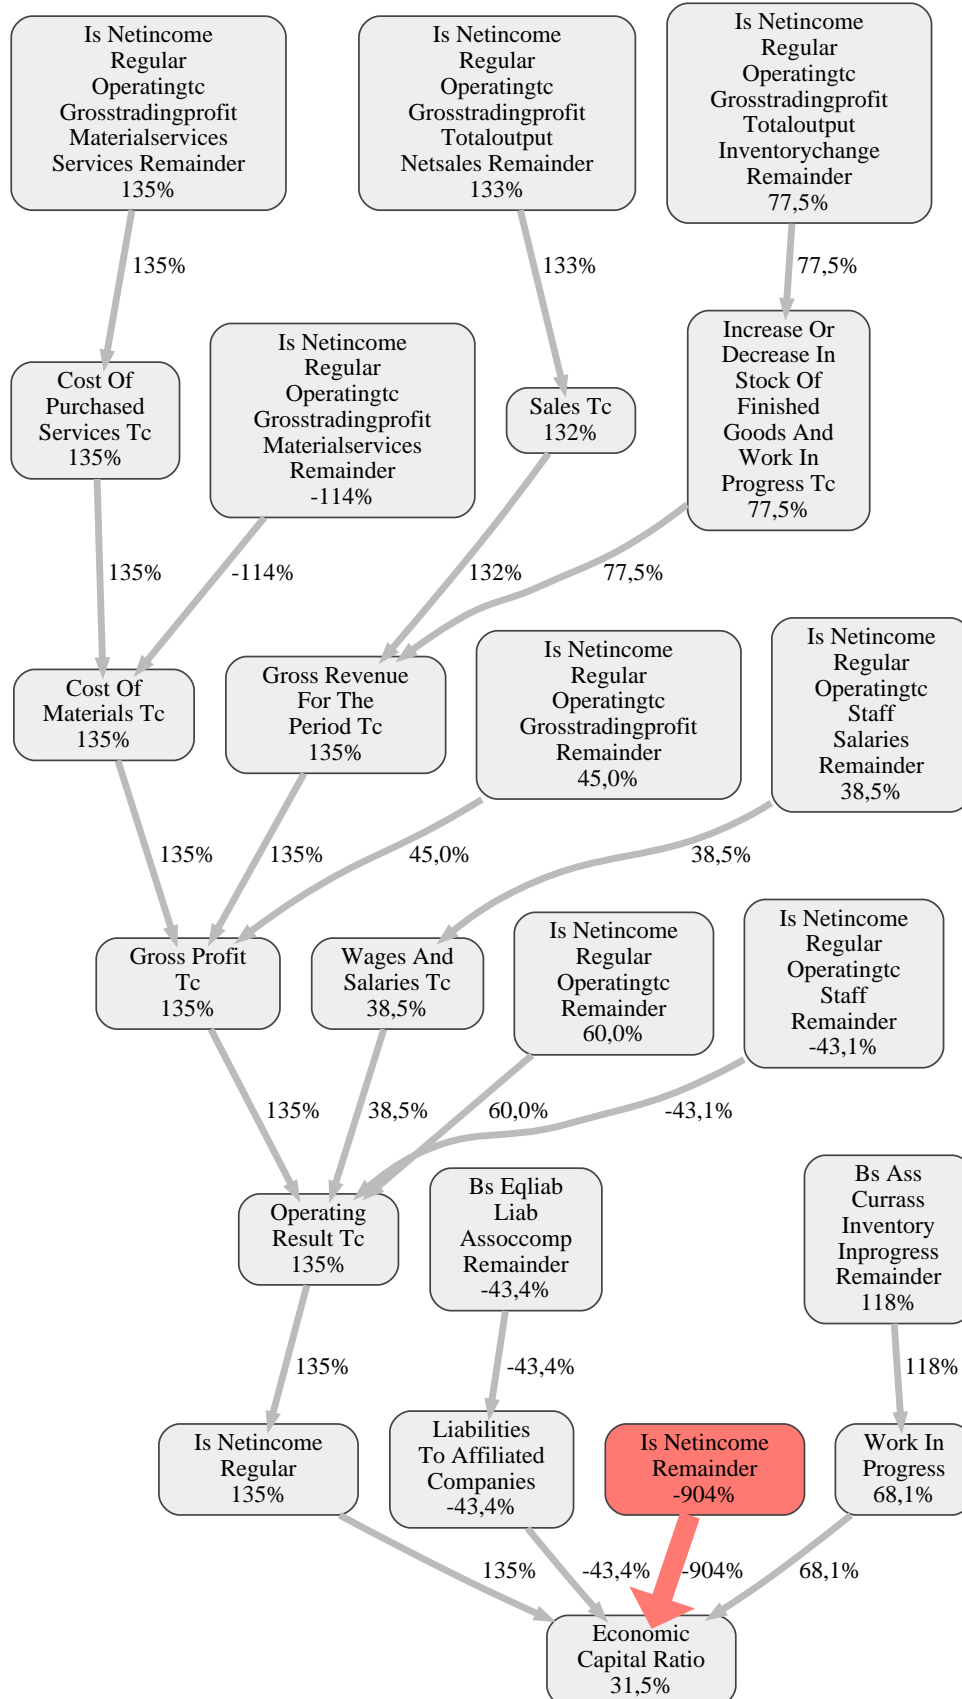 Is Netincome
Regular
Operatingtc
Grosstradingprofit
Materialservices
Services Remainder
135%
Is Netincome
Regular
Operatingtc
Grosstradingprofit
Totaloutput
Netsales Remainder
133%
Is Netincome
Regular
Operatingtc
Grosstradingprofit
Totaloutput
Inventorychange
Remainder
77,5%
135%
133%
77,5%
Cost Of
Purchased
Services Tc
135%
Is Netincome
Regular
Operatingtc
Grosstradingprofit
Materialservices
Remainder
-114%
Sales Tc
132%
Increase Or
Decrease In
Stock Of
Finished
Goods And
Work In
Progress Tc
77,5%
135%
-114%
132%
77,5%
Cost Of
Materials Tc
135%
Gross Revenue
For The
Period Tc
135%
Is Netincome
Regular
Operatingtc
Grosstradingprofit
Remainder
45,0%
Is Netincome
Regular
Operatingtc
Staff
Salaries
Remainder
38,5%
135%
135%
45,0%
38,5%
Gross Profit
Tc
135%
Wages And
Salaries Tc
38,5%
Is Netincome
Regular
Operatingtc
Remainder
60,0%
Is Netincome
Regular
Operatingtc
Staff
Remainder
-43,1%
135%
38,5%
60,0%
-43,1%
Operating
Result Tc
135%
Bs Eqliab
Liab
Assoccomp
Remainder
-43,4%
Bs Ass
Currass
Inventory
Inprogress
Remainder
118%
135%
-43,4%
118%
Is Netincome
Regular
135%
Liabilities
To Affiliated
Companies
-43,4%
Is Netincome
Remainder
-904%
Work In
Progress
68,1%
135%
-43,4%
-904%
68,1%
Economic
Capital Ratio
31,5%